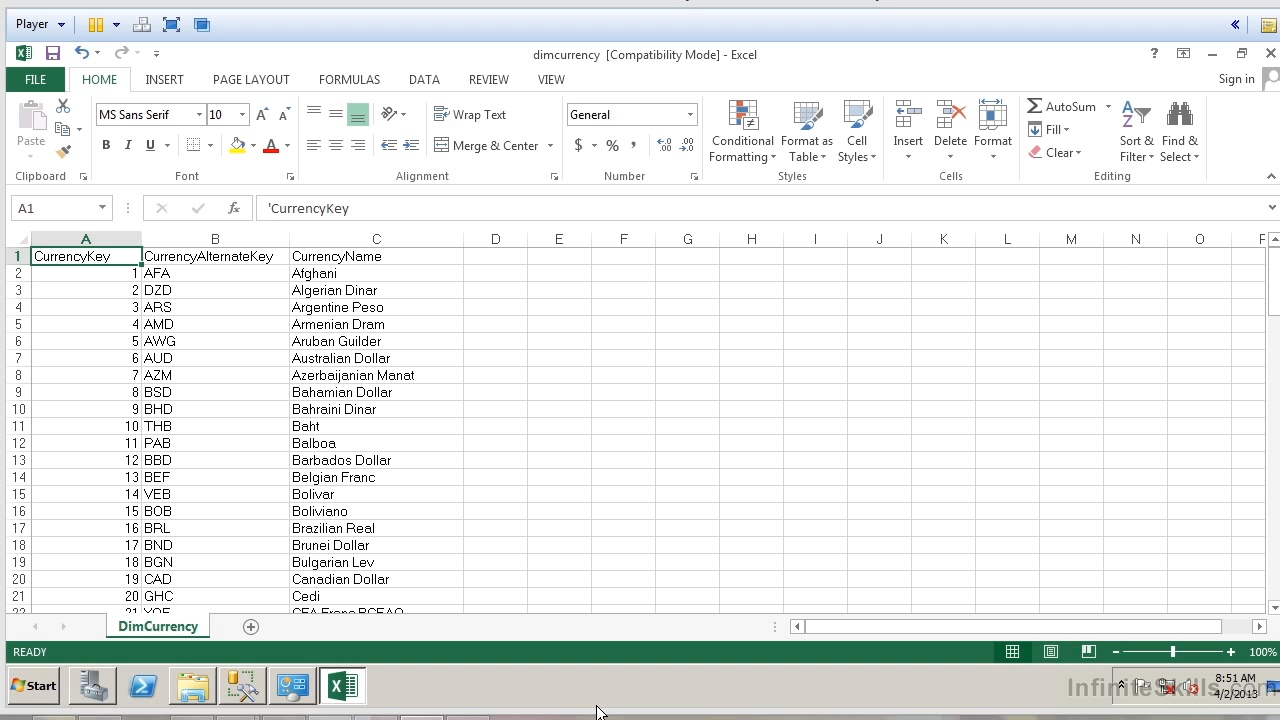 Player
dimcurrency [Compatibility Mode] - Excel
?
FILE HOME INSERT PAGE LAYOUT FORMULAS DATA REVIEW VIEW Sign in
Paste
MS Sans Serif 10
Wrap Text
General
Conditional Formatting
Format as Table
Cell Styles
Insert Delete Format
AutoSum
Fill
Clear
Sort & Filter
Find & Select
B I U
Merge & Center
$ % ,
Clipboard Font Alignment Number Styles Cells Editing
A1 fx 'CurrencyKey
A B C D E F G H I J K L M N O
1 CurrencyKey CurrencyAlternateKey CurrencyName
2 1 AFA Afghani
3 2 DZD Algerian Dinar
4 3 ARS Argentine Peso
5 4 AMD Armenian Dram
6 5 AWG Aruban Guilder
7 6 AUD Australian Dollar
8 7 AZM Azerbaijanian Manat
9 8 BSD Bahamian Dollar
10 9 BHD Bahraini Dinar
11 10 THB Baht
12 11 PAB Balboa
13 12 BBD Barbados Dollar
14 13 BEF Belgian Franc
15 14 VEB Bolivar
16 15 BOB Boliviano
17 16 BRL Brazilian Real
18 17 BND Brunei Dollar
19 18 BGN Bulgarian Lev
20 19 CAD Canadian Dollar
21 20 GHC Cedi
DimCurrency
READY 100%
Start
8:51 AM
4/2/2013
InfiniteSkills.com